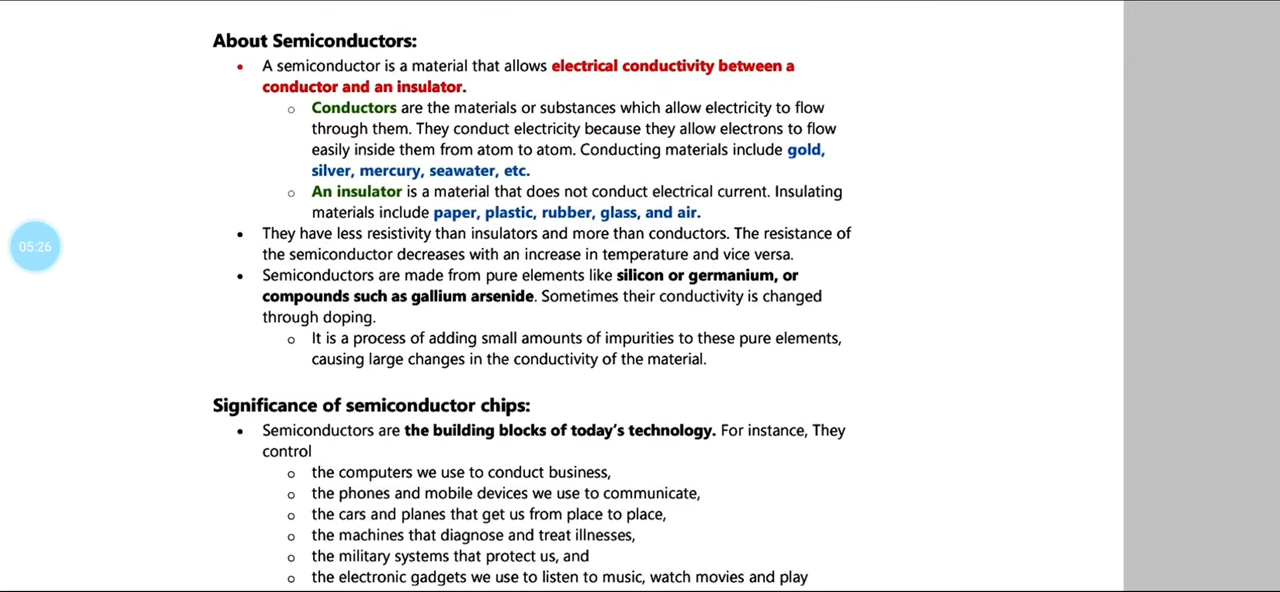 About Semiconductors:
• A semiconductor is a material that allows electrical conductivity between a
conductor and an insulator.
o Conductors are the materials or substances which allow electricity to flow
through them. They conduct electricity because they allow electrons to flow
easily inside them from atom to atom. Conducting materials include gold,
silver, mercury, seawater, etc.
o An insulator is a material that does not conduct electrical current. Insulating
materials include paper, plastic, rubber, glass, and air.
05:26
• They have less resistivity than insulators and more than conductors. The resistance of
the semiconductor decreases with an increase in temperature and vice versa.
• Semiconductors are made from pure elements like silicon or germanium, or
compounds such as gallium arsenide. Sometimes their conductivity is changed
through doping.
o It is a process of adding small amounts of impurities to these pure elements,
causing large changes in the conductivity of the material.
Significance of semiconductor chips:
• Semiconductors are the building blocks of today's technology. For instance, They
control
o the computers we use to conduct business,
o the phones and mobile devices we use to communicate,
o the cars and planes that get us from place to place,
o the machines that diagnose and treat illnesses,
o the military systems that protect us, and
o the electronic gadgets we use to listen to music, watch movies and play